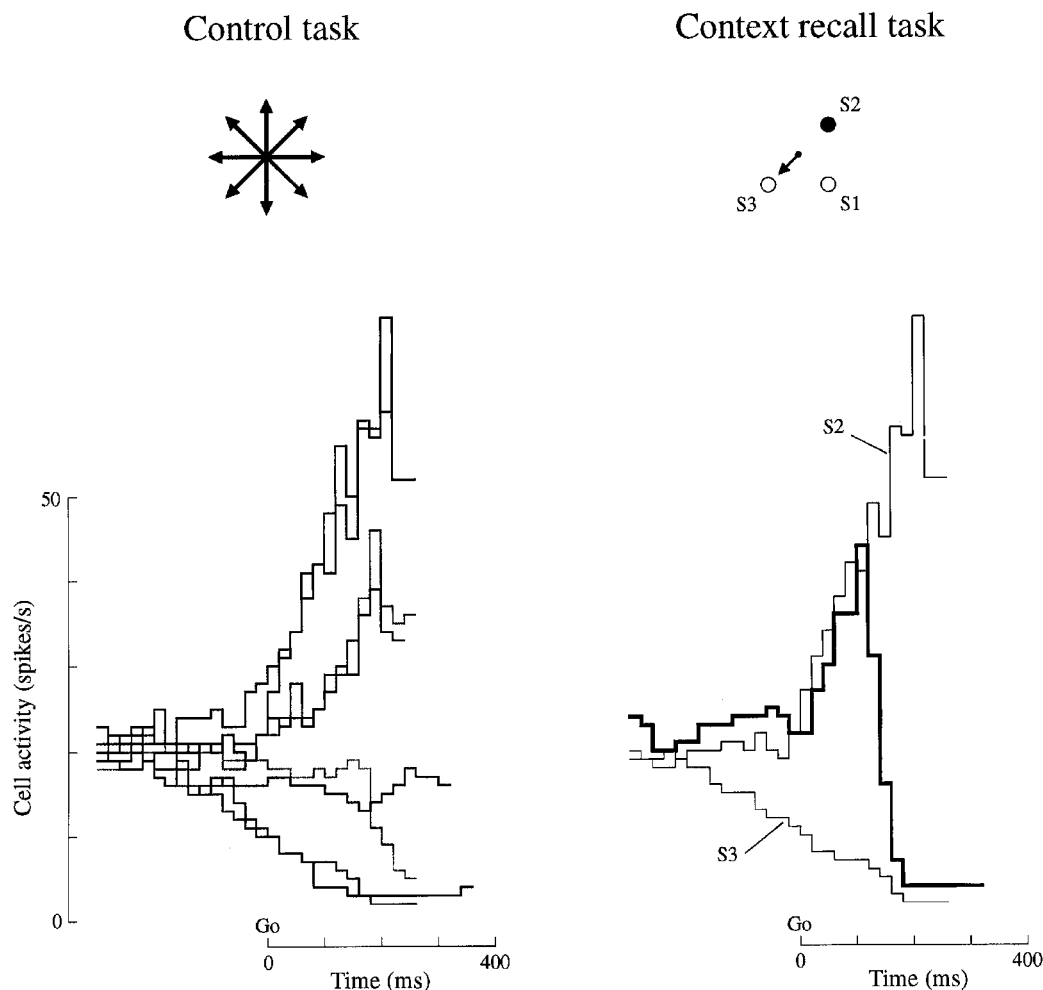 Control task
Context recall task
S2
S3
S1
50
Cell activity (spikes/s)
0
Go
0
400
Time (ms)
S2
S3
Go
0
400
Time (ms)